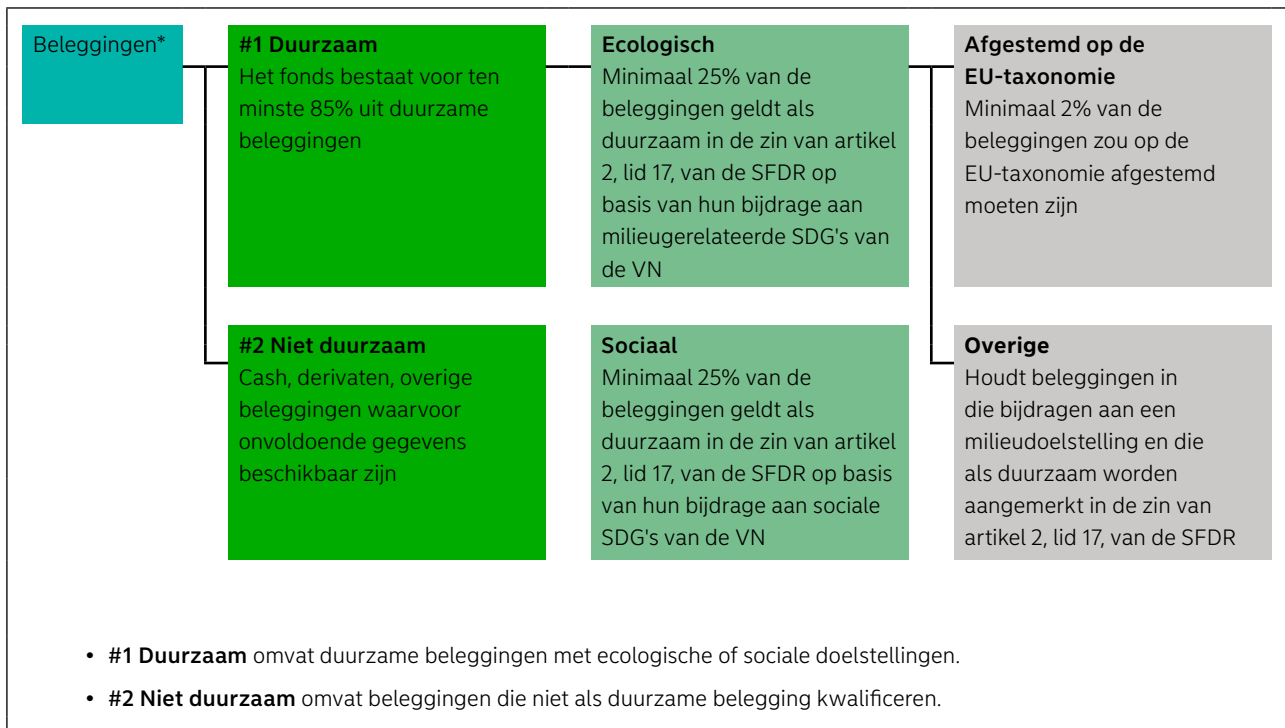 Beleggingen*
#1 Duurzaam
Het fonds bestaat voor ten
minste 85% uit duurzame
beleggingen
Ecologisch
Minimaal 25% van de
beleggingen geldt als
duurzaam in de zin van artikel
2, lid 17, van de SFDR op
basis van hun bijdrage aan
milieugerelateerde SDG's van
de VN
Afgestemd op de
EU-taxonomie
Minimaal 2% van de
beleggingen zou op de
EU-taxonomie afgestemd
moeten zijn
#2 Niet duurzaam
Cash, derivaten, overige
beleggingen waarvoor
onvoldoende gegevens
beschikbaar zijn
Sociaal
Minimaal 25% van de
beleggingen geldt als
duurzaam in de zin van artikel
2, lid 17, van de SFDR op basis
van hun bijdrage aan sociale
SDG's van de VN
Overige
Houdt beleggingen in
die bijdragen aan een
milieudoelstelling en die
als duurzaam worden
aangemerkt in de zin van
artikel 2, lid 17, van de SFDR
• #1 Duurzaam omvat duurzame beleggingen met ecologische of sociale doelstellingen.
• #2 Niet duurzaam omvat beleggingen die niet als duurzame belegging kwalificeren.